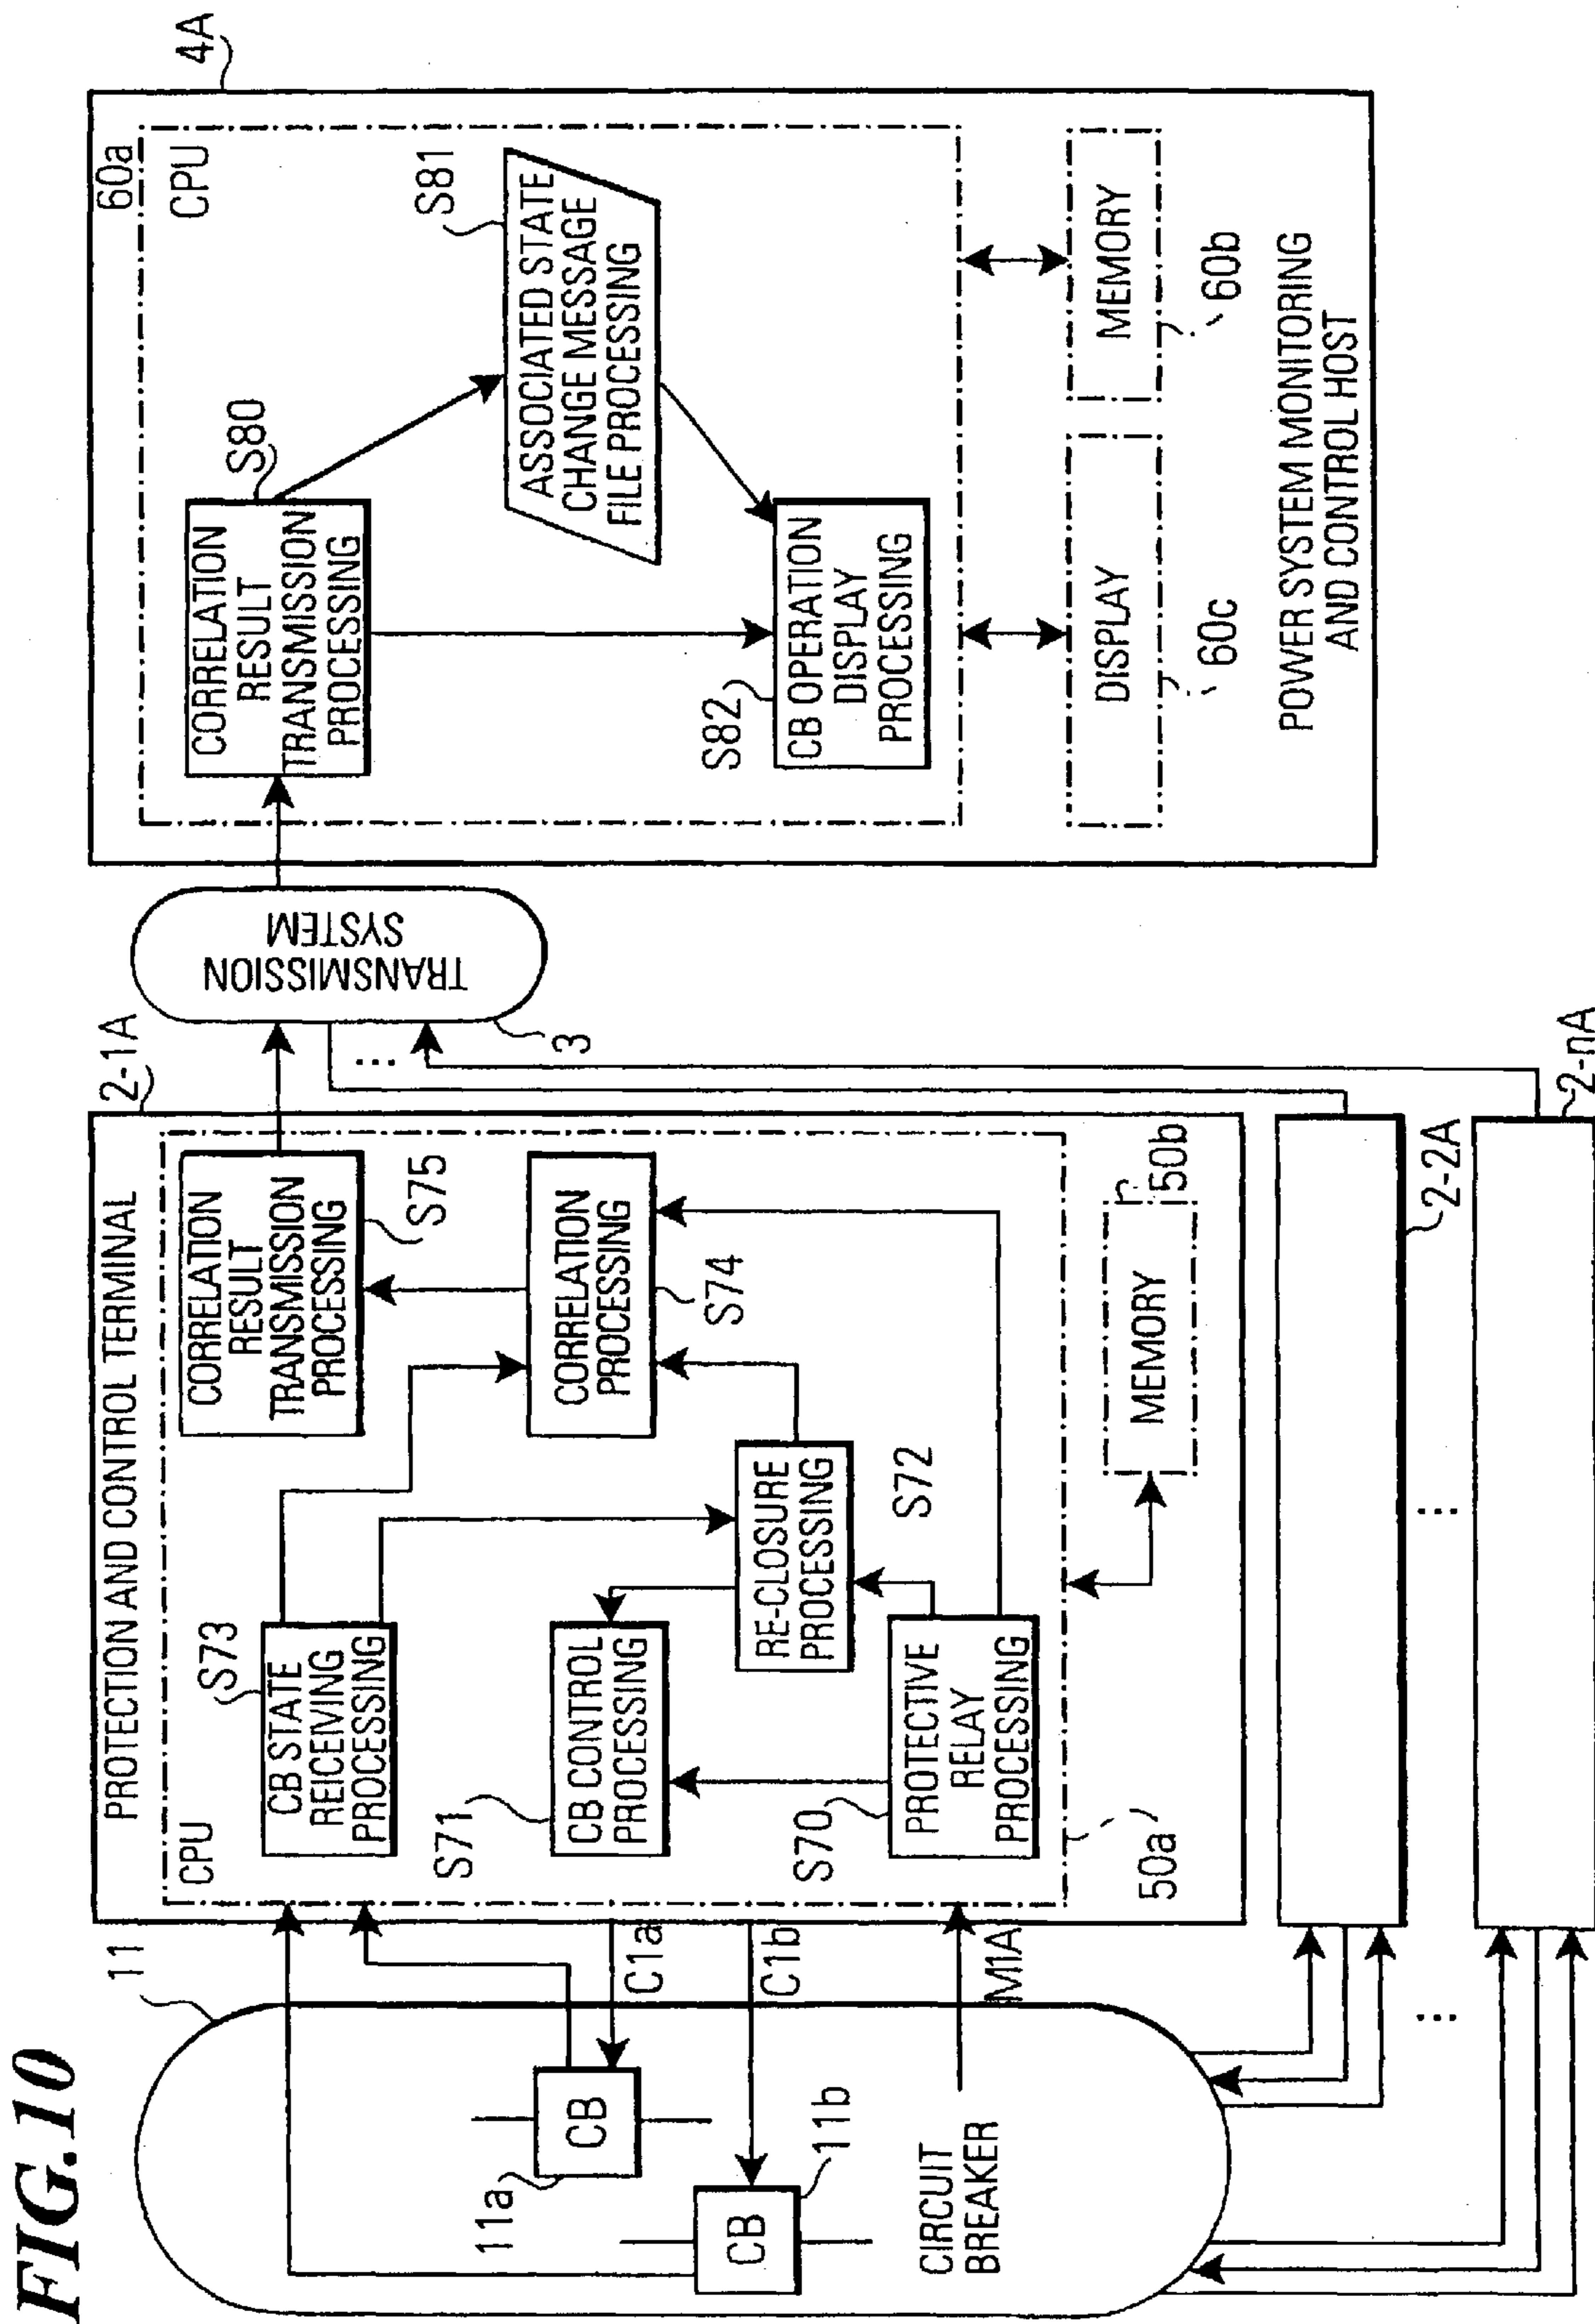 FIG.10
11
11a
CB
CB
11b
CIRCUIT
BREAKER
C1a
C1b
M1A
PROTECTION AND CONTROL TERMINAL
2-1A
CPU
S73
CB STATE
REICEIVING
PROCESSING
S71
CB CONTROL
PROCESSING
S70
PROTECTIVE
RELAY
PROCESSING
50a
RE-CLOSURE
PROCESSING
S72
CORRELATION
RESULT
TRANSMISSION
PROCESSING
S75
CORRELATION
PROCESSING
S74
MEMORY
50b
2-2A
2-nA
...
...
...
TRANSMISSION
SYSTEM
3
4A
60a
CPU
CORRELATION
RESULT
TRANSMISSION
PROCESSING
S80
ASSOCIATED STATE
CHANGE MESSAGE
FILE PROCESSING
S81
S82
CB OPERATION
DISPLAY
PROCESSING
DISPLAY
60c
MEMORY
60b
POWER SYSTEM MONITORING
AND CONTROL HOST